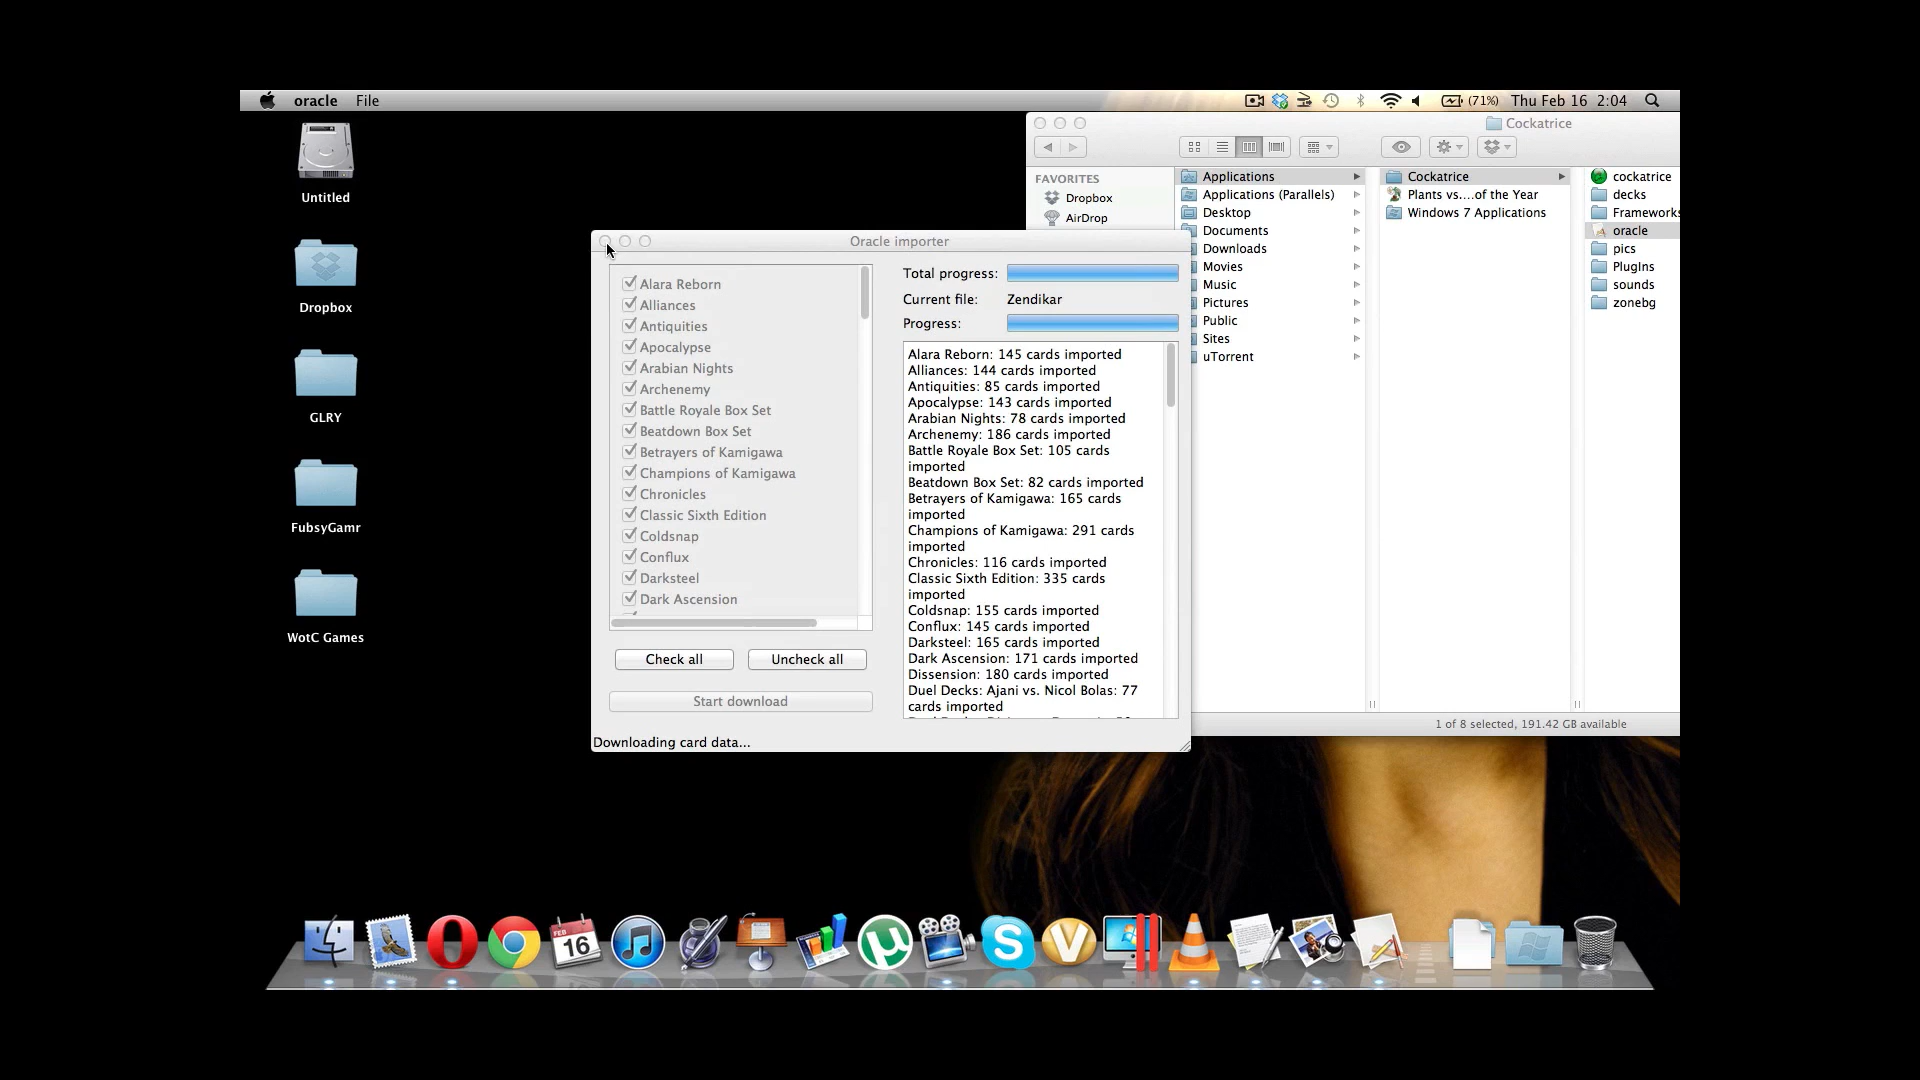 oracle File
(71%) Thu Feb 16 2:04
Untitled
Dropbox
GLRY
FubsyGamr
WotC Games
Cockatrice
FAVORITES
Dropbox
AirDrop
Applications
Applications (Parallels)
Desktop
Documents
Downloads
Movies
Music
Pictures
Public
Sites
uTorrent
Cockatrice
Plants vs....of the Year
Windows 7 Applications
cockatrice
decks
Frameworks
oracle
pics
PlugIns
sounds
zonebg
1 of 8 selected, 191.42 GB available
Oracle importer
Alara Reborn
Alliances
Antiquities
Apocalypse
Arabian Nights
Archenemy
Battle Royale Box Set
Beatdown Box Set
Betrayers of Kamigawa
Champions of Kamigawa
Chronicles
Classic Sixth Edition
Coldsnap
Conflux
Darksteel
Dark Ascension
Check all
Uncheck all
Start download
Total progress:
Current file: Zendikar
Progress:
Alara Reborn: 145 cards imported
Alliances: 144 cards imported
Antiquities: 85 cards imported
Apocalypse: 143 cards imported
Arabian Nights: 78 cards imported
Archenemy: 186 cards imported
Battle Royale Box Set: 105 cards
imported
Beatdown Box Set: 82 cards imported
Betrayers of Kamigawa: 165 cards
imported
Champions of Kamigawa: 291 cards
imported
Chronicles: 116 cards imported
Classic Sixth Edition: 335 cards
imported
Coldsnap: 155 cards imported
Conflux: 145 cards imported
Darksteel: 165 cards imported
Dark Ascension: 171 cards imported
Dissension: 180 cards imported
Duel Decks: Ajani vs. Nicol Bolas: 77
cards imported
Downloading card data...
FEB
16